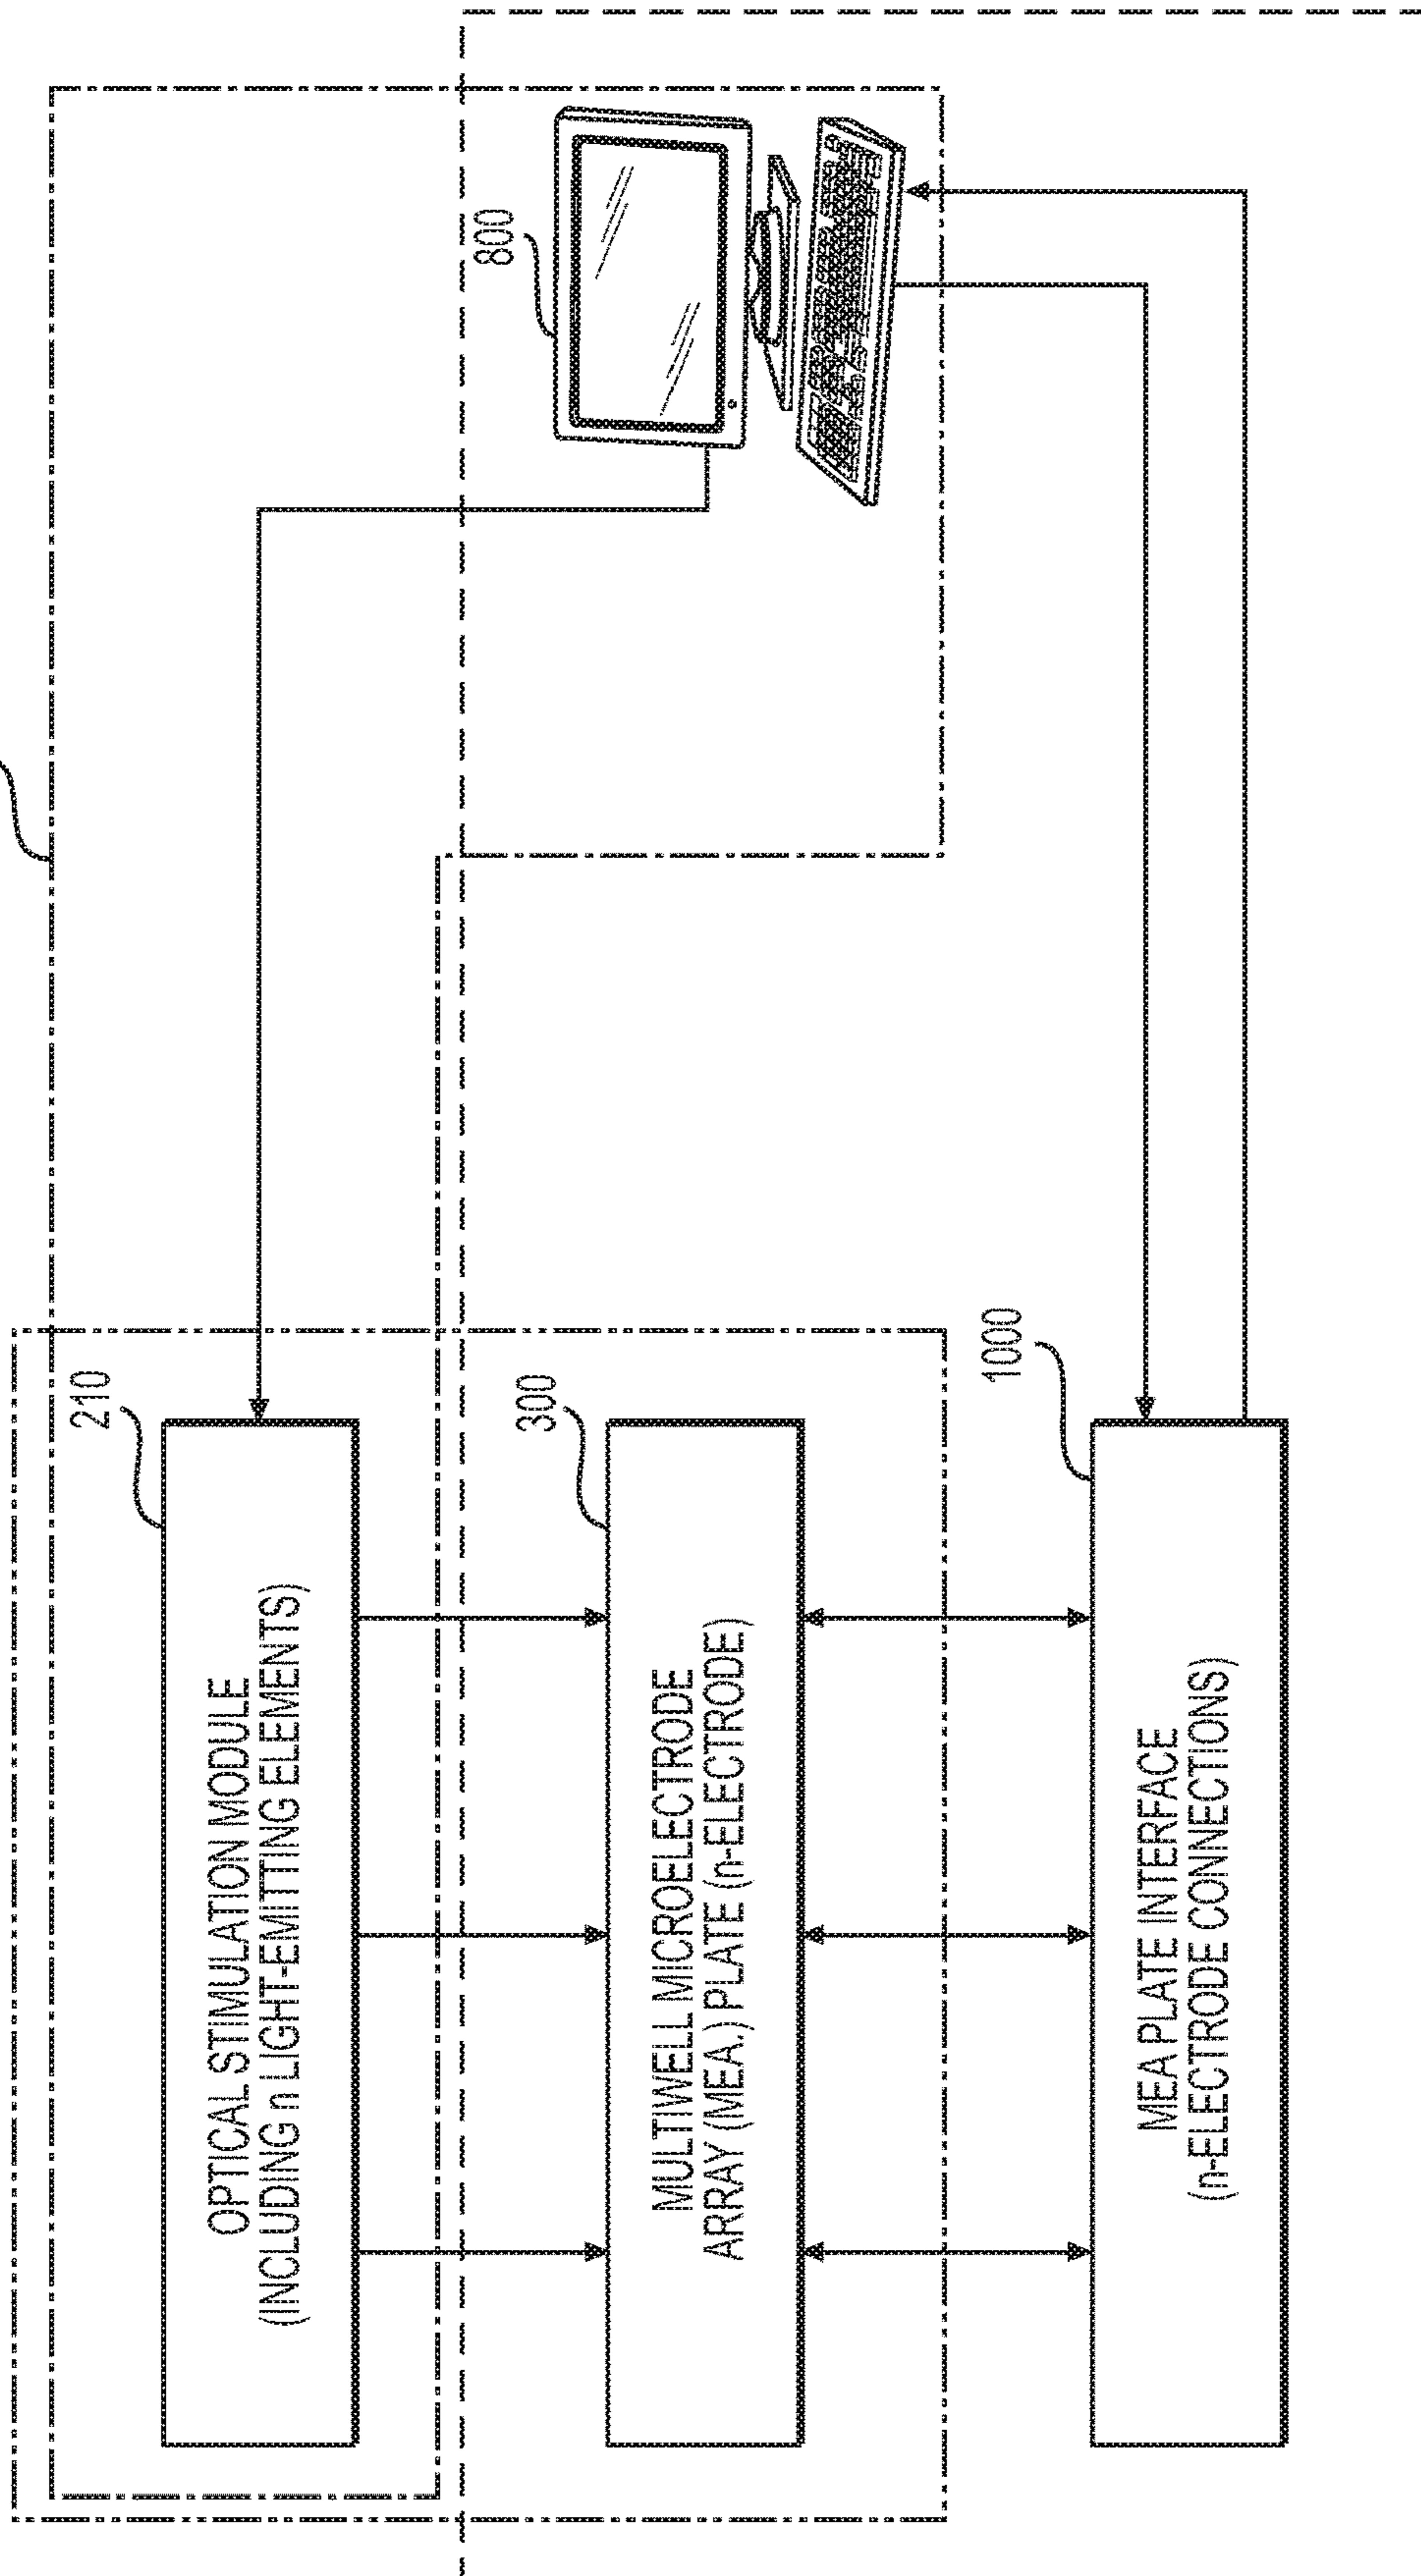 210
OPTICAL STIMULATION MODULE
(INCLUDING n LIGHT-EMITTING ELEMENTS)
800
300
MULTIWELL MICROELECTRODE
ARRAY (MEA.) PLATE (n-ELECTRODE)
1000
MEA PLATE INTERFACE
(n-ELECTRODE CONNECTIONS)